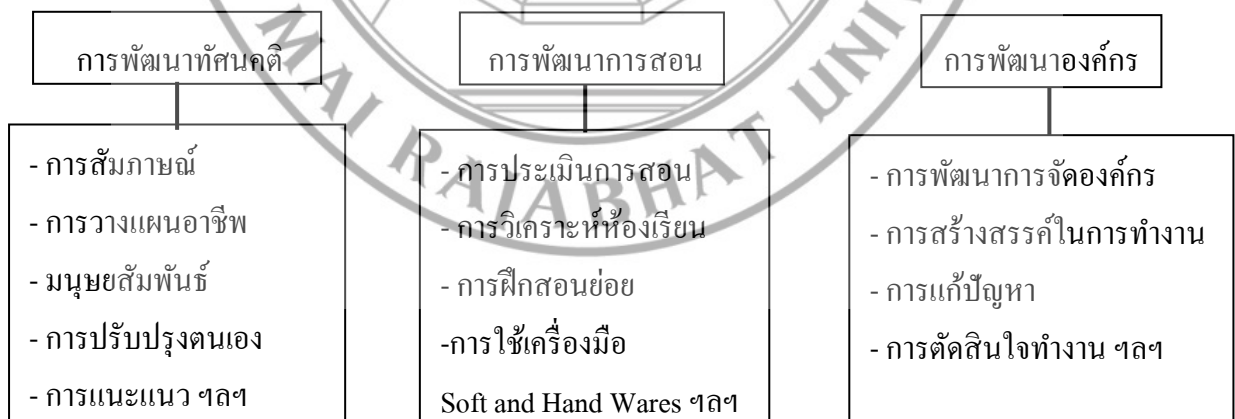 การพัฒนาทัศนคติ
- การสัมภาษณ์
- การวางแผนอาชีพ
- มนุษยสัมพันธ์
- การปรับปรุงตนเอง
- การแนะแนว ฯลฯ
การพัฒนาการสอน
- การประเมินการสอน
- การวิเคราะห์ห้องเรียน
- การฝึกสอนย่อย
-การใช้เครื่องมือ
Soft and Hand Wares ฯลฯ
การพัฒนาองค์กร
- การพัฒนาการจัดองค์กร
- การสร้างสรรค์ในการทำงาน
- การแก้ปัญหา
- การตัดสินใจทำงาน ฯลฯ
MAI RAJABHAT